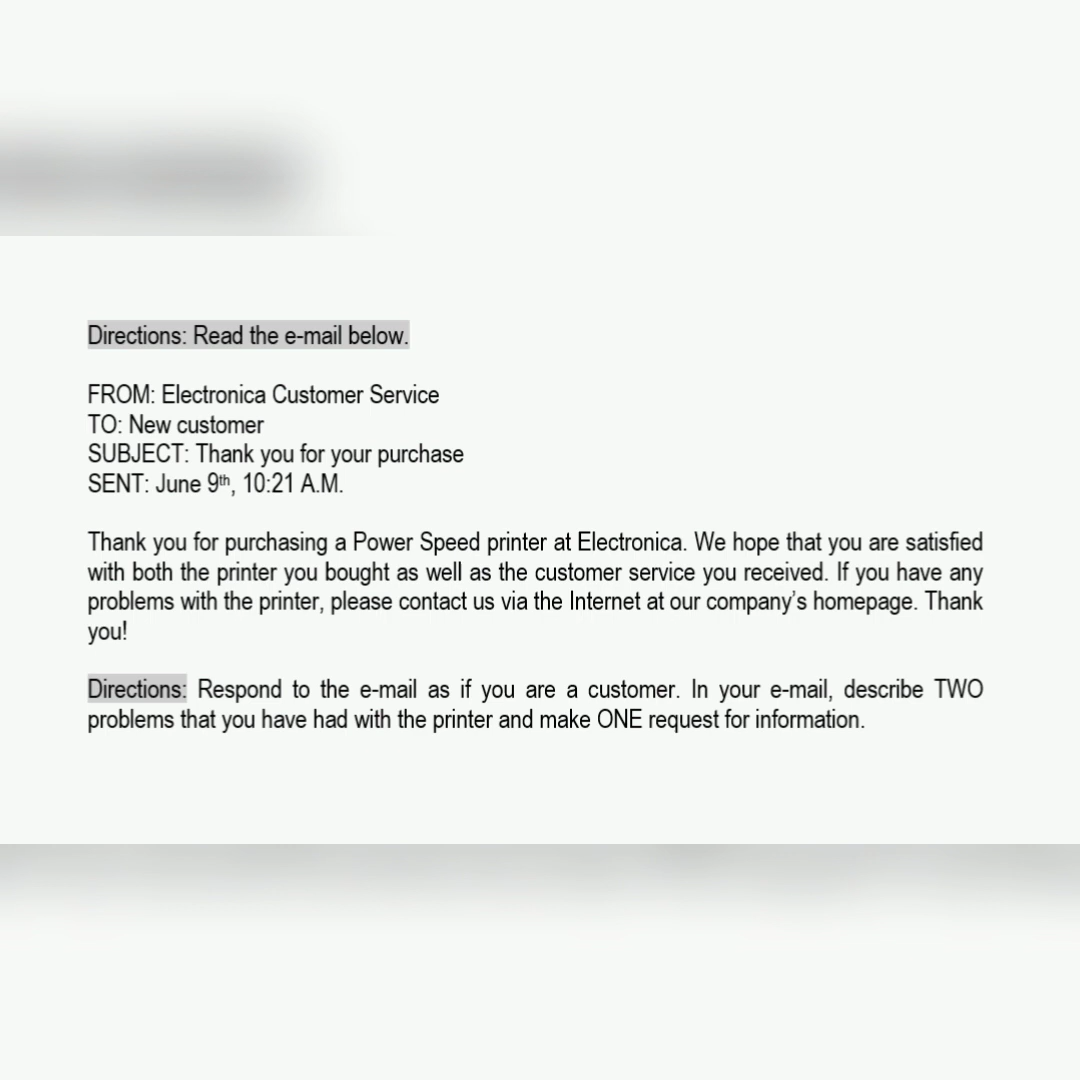 Directions: Read the e-mail below.
FROM: Electronica Customer Service
TO: New customer
SUBJECT: Thank you for your purchase
SENT: June 9th, 10:21 A.M.
Thank you for purchasing a Power Speed printer at Electronica. We hope that you are satisfied
with both the printer you bought as well as the customer service you received. If you have any
problems with the printer, please contact us via the Internet at our company’s homepage. Thank
you!
Directions: Respond to the e-mail as if you are a customer. In your e-mail, describe TWO
problems that you have had with the printer and make ONE request for information.